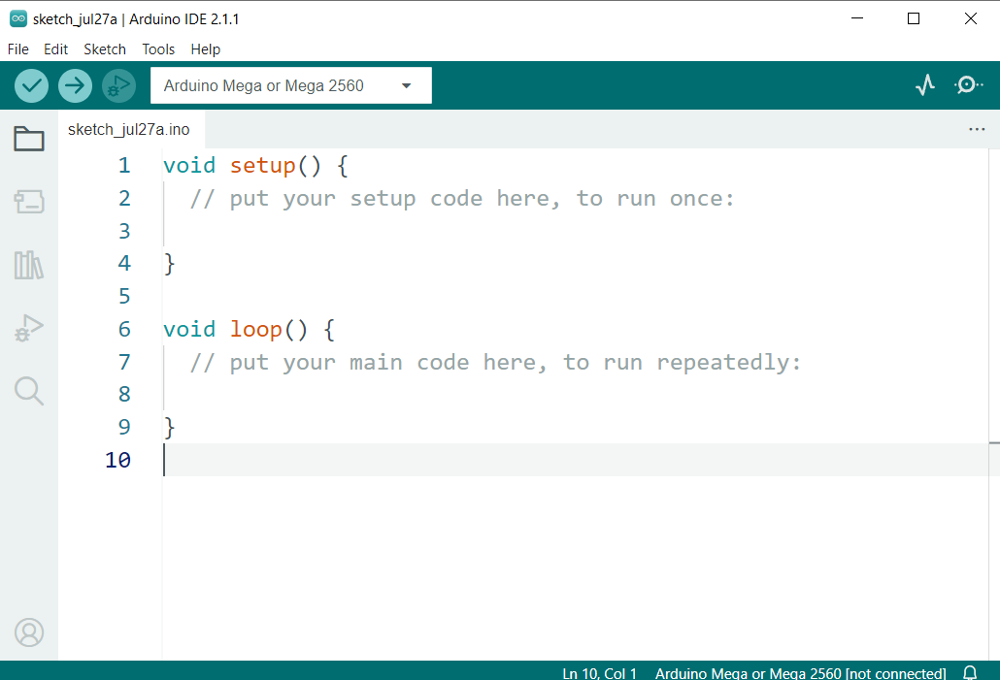 sketch_jul27a | Arduino IDE 2.1.1
File Edit Sketch Tools Help
Arduino Mega or Mega 2560
sketch_jul27a.ino
1 void setup() {
2 // put your setup code here, to run once:
3
4 }
5
6 void loop() {
7 // put your main code here, to run repeatedly:
8
9 }
10
Ln 10, Col 1 Arduino Mega or Mega 2560 [not connected]